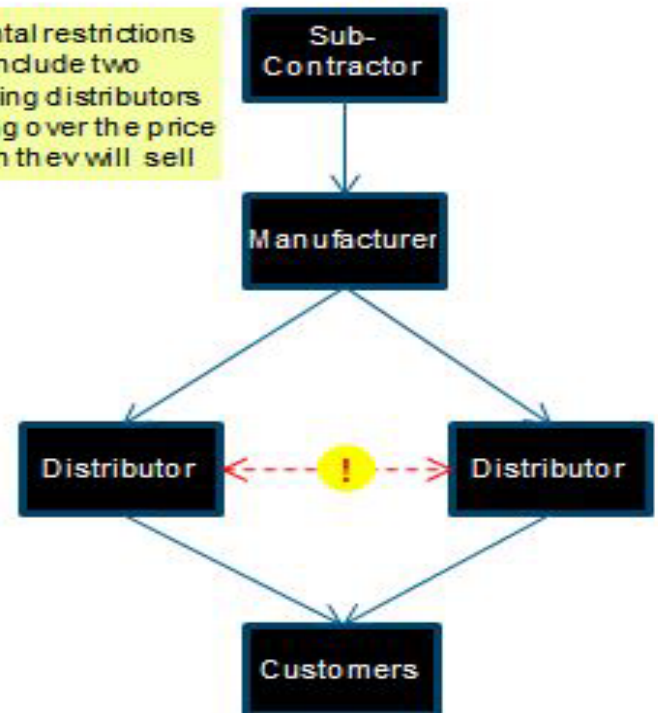 ntal restrictions
nclude two
ing distributors
g over the price
n they will sell
Sub-
Contractor
Manufacturer
Distributor
!
Distributor
Customers